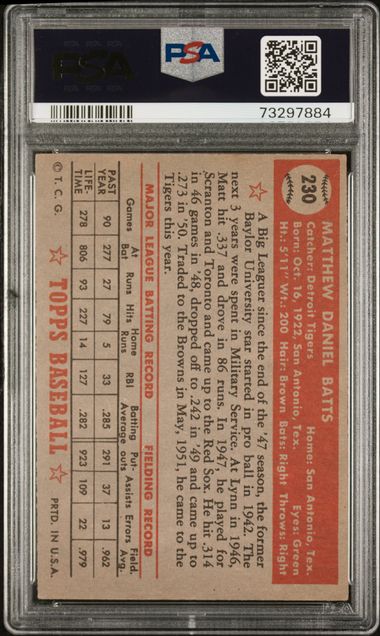 PSA
PSA
73297884
230
MATTHEW DANIEL BATTS
Catcher: Detroit Tigers Home: San Antonio, Tex.
Born: Oct. 16, 1922, San Antonio, Tex. Eyes: Green
Ht.: 5'11" Wt.: 200 Hair: Brown Bats: Right Throws: Right
A Big Leaguer since the end of the '47 season, the former
Baylor University star started in pro ball in 1942. The
next 3 years were spent in Military Service. At Lynn in 1946,
Matt hit .337 and drove in 86 runs. In 1947, he played for
Scranton and Toronto and came up to the Red Sox. He hit .314
in 46 games in '48, dropped off to .242 in '49 and came up to
.273 in '50. Traded to the Browns in May, 1951, he came to the
Tigers this year.
MAJOR LEAGUE BATTING RECORD FIELDING RECORD
Games At Bat Runs Hits Home Runs RBI Batting Average Put-outs Assists Errors Field. Avg.
PAST YEAR 90 277 27 79 5 33 .285 291 37 13 .962
LIFE-TIME 278 806 93 227 14 127 .282 923 109 22 .979
© T. C. G. TOPPS BASEBALL PRTD. IN U.S.A.